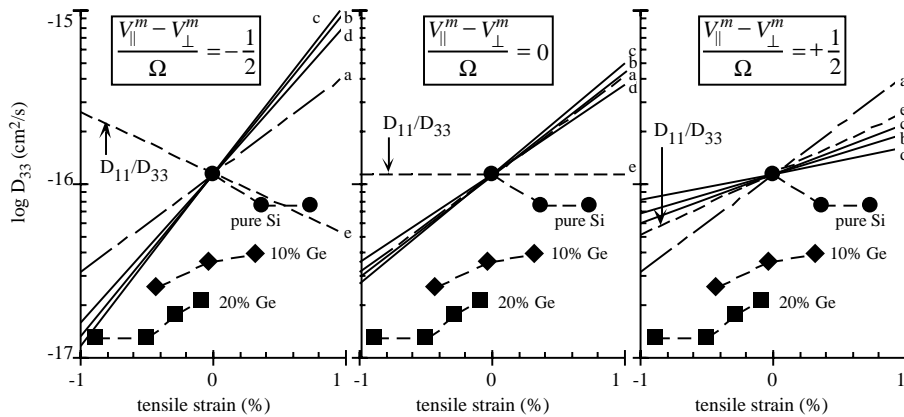 -15
-16
-17
log D₃₃ (cm²/s)
V∥ᵐ − V⊥ᵐ / Ω = − 1/2
c
b
d
a
D₁₁/D₃₃
pure Si
e
10% Ge
20% Ge
-1 0
tensile strain (%)
V∥ᵐ − V⊥ᵐ / Ω = 0
c
b
a
d
D₁₁/D₃₃
e
pure Si
10% Ge
20% Ge
-1 0
tensile strain (%)
V∥ᵐ − V⊥ᵐ / Ω = + 1/2
a
e
c
b
d
D₁₁/D₃₃
pure Si
10% Ge
20% Ge
-1 0 1
tensile strain (%)